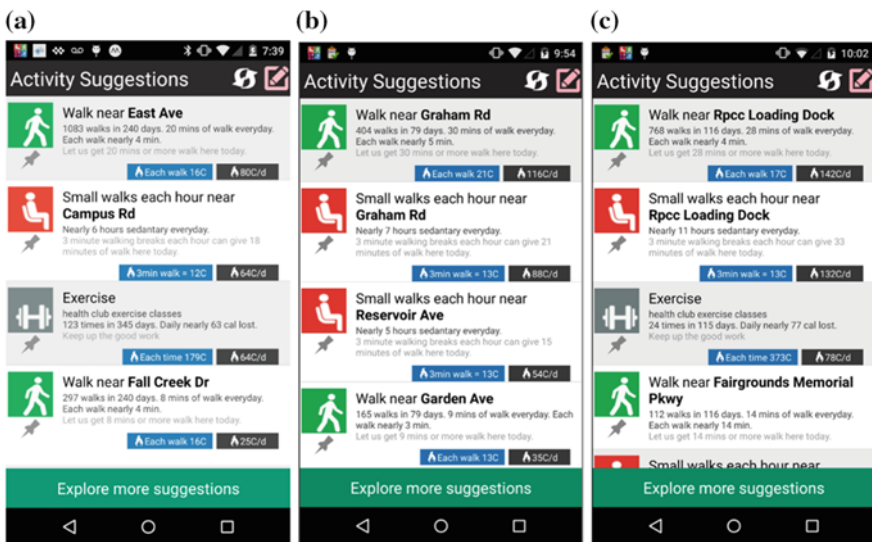 (a)
7:39
Activity Suggestions
Walk near East Ave
1083 walks in 240 days. 20 mins of walk everyday.
Each walk nearly 4 min.
Let us get 20 mins or more walk here today.
Each walk 16C
80C/d
Small walks each hour near
Campus Rd
Nearly 6 hours sedantary everyday.
3 minute walking breaks each hour can give 18
minutes of walk here today.
3min walk = 12C
64C/d
Exercise
health club exercise classes
123 times in 345 days. Daily nearly 63 cal lost.
Keep up the good work
Each time 179C
64C/d
Walk near Fall Creek Dr
297 walks in 240 days. 8 mins of walk everyday.
Each walk nearly 4 min.
Let us get 8 mins or more walk here today.
Each walk 16C
25C/d
Explore more suggestions
(b)
9:54
Activity Suggestions
Walk near Graham Rd
404 walks in 79 days. 30 mins of walk everyday.
Each walk nearly 5 min.
Let us get 30 mins or more walk here today.
Each walk 21C
116C/d
Small walks each hour near
Graham Rd
Nearly 7 hours sedantary everyday.
3 minute walking breaks each hour can give 21
minutes of walk here today.
3min walk = 13C
88C/d
Small walks each hour near
Reservoir Ave
Nearly 5 hours sedantary everyday.
3 minute walking breaks each hour can give 15
minutes of walk here today.
3min walk = 13C
54C/d
Walk near Garden Ave
165 walks in 79 days. 9 mins of walk everyday. Each
walk nearly 3 min.
Let us get 9 mins or more walk here today.
Each walk 13C
35C/d
Explore more suggestions
(c)
10:02
Activity Suggestions
Walk near Rpcc Loading Dock
768 walks in 116 days. 28 mins of walk everyday.
Each walk nearly 4 min.
Let us get 28 mins or more walk here today.
Each walk 17C
142C/d
Small walks each hour near
Rpcc Loading Dock
Nearly 11 hours sedantary everyday.
3 minute walking breaks each hour can give 33
minutes of walk here today.
3min walk = 13C
132C/d
Exercise
health club exercise classes
24 times in 115 days. Daily nearly 77 cal lost.
Keep up the good work
Each time 373C
78C/d
Walk near Fairgrounds Memorial
Pkwy
112 walks in 116 days. 14 mins of walk everyday.
Each walk nearly 14 min.
Let us get 14 mins or more walk here today.
Small walks each hour near
Explore more suggestions